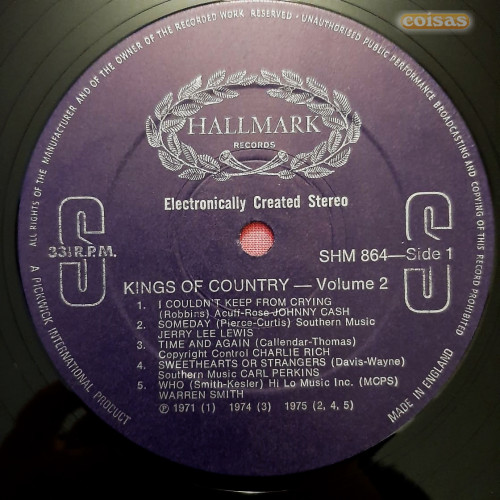 coisas
ALL RIGHTS OF THE MANUFACTURER AND OF THE OWNER OF THE RECORDED WORK RESERVED - UNAUTHORISED PUBLIC PERFORMANCE BROADCASTING AND COPYING OF THIS RECORD PROHIBITED
HALLMARK
RECORDS
Electronically Created Stereo
S
S
33⅓ R.P.M.
SHM 864—Side 1
KINGS OF COUNTRY — Volume 2
1. I COULDN'T KEEP FROM CRYING
(Robbins) Acuff-Rose JOHNNY CASH
2. SOMEDAY (Pierce-Curtis) Southern Music
JERRY LEE LEWIS
3. TIME AND AGAIN (Callendar-Thomas)
Copyright Control CHARLIE RICH
4. SWEETHEARTS OR STRANGERS (Davis-Wayne)
Southern Music CARL PERKINS
5. WHO (Smith-Kesler) Hi Lo Music Inc. (MCPS)
WARREN SMITH
℗ 1971 (1) 1974 (3) 1975 (2, 4, 5)
A PICKWICK INTERNATIONAL PRODUCT
MADE IN ENGLAND